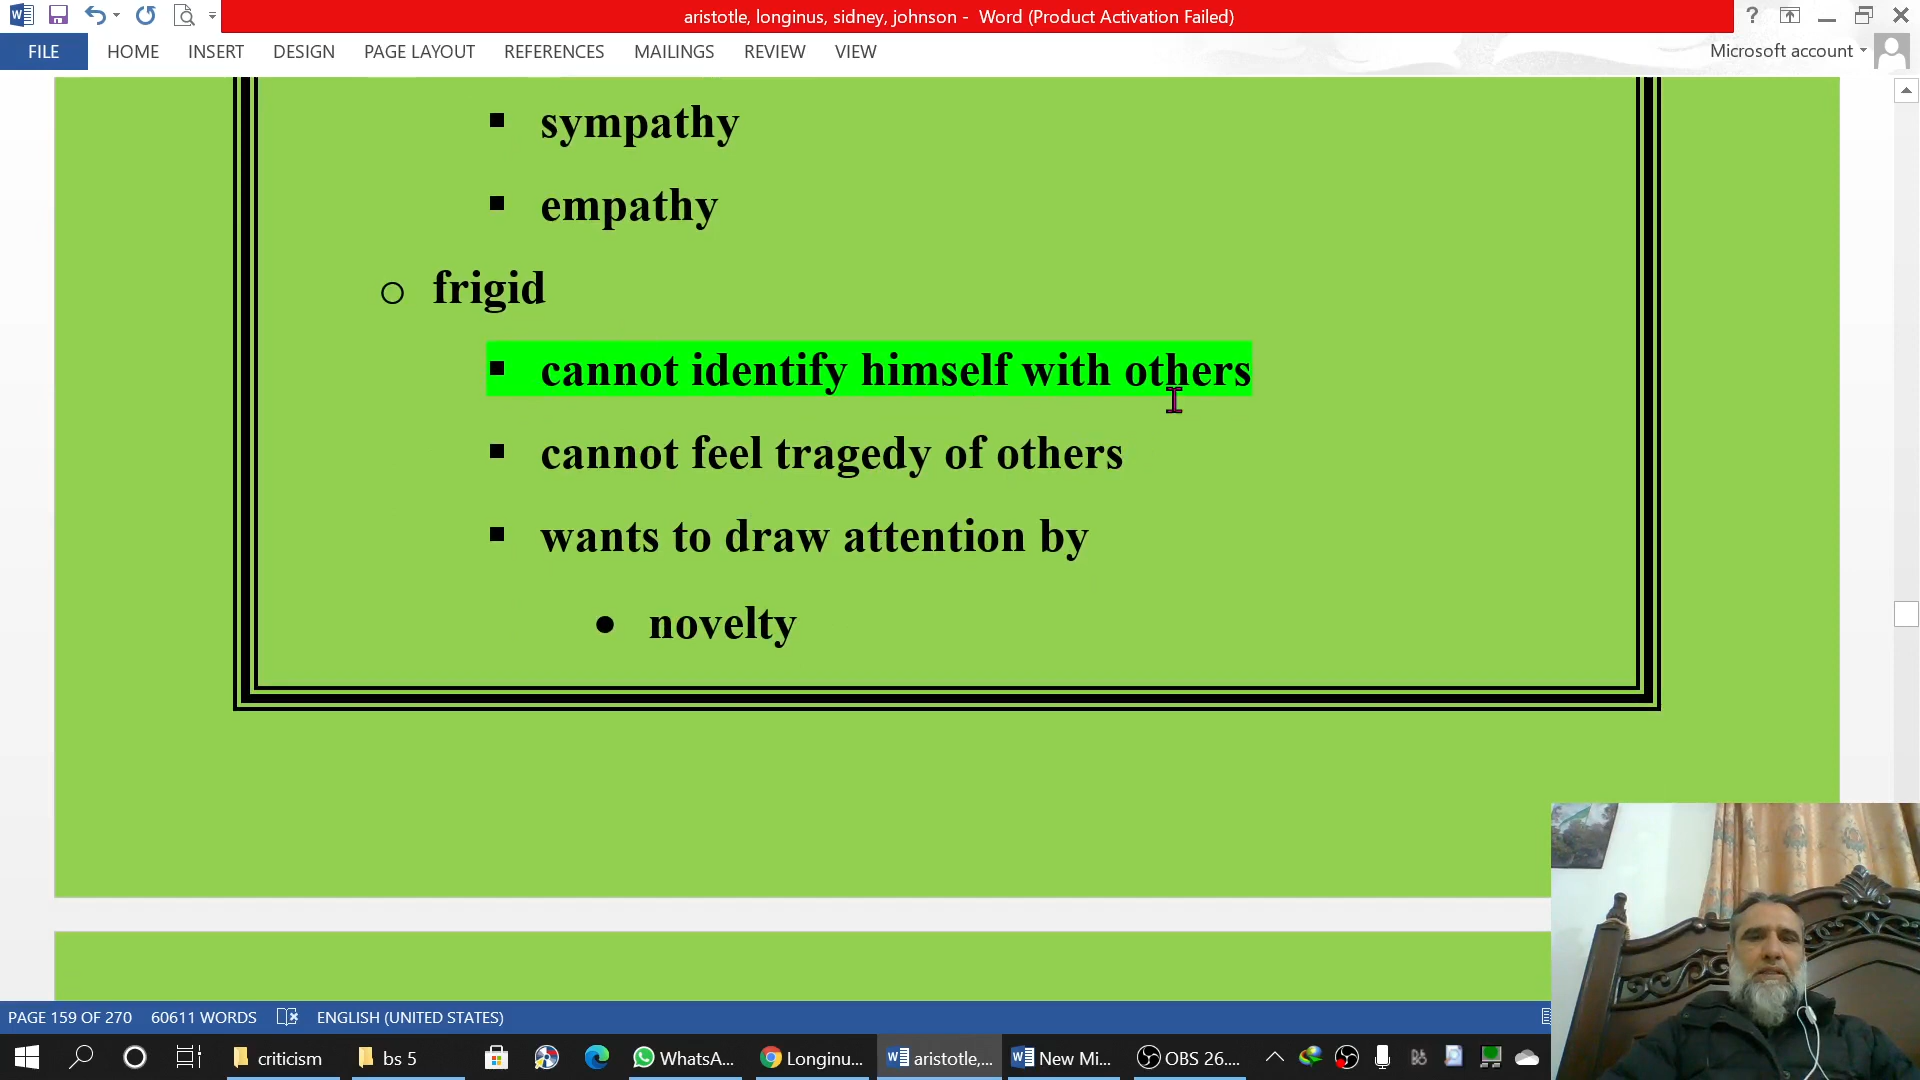 aristotle, longinus, sidney, johnson - Word (Product Activation Failed)
FILE HOME INSERT DESIGN PAGE LAYOUT REFERENCES MAILINGS REVIEW VIEW Microsoft account
sympathy
empathy
frigid
cannot identify himself with others
cannot feel tragedy of others
wants to draw attention by
novelty
PAGE 159 OF 270 60611 WORDS ENGLISH (UNITED STATES)
criticism bs 5 WhatsA... Longinu... aristotle,... New Mi... OBS 26....